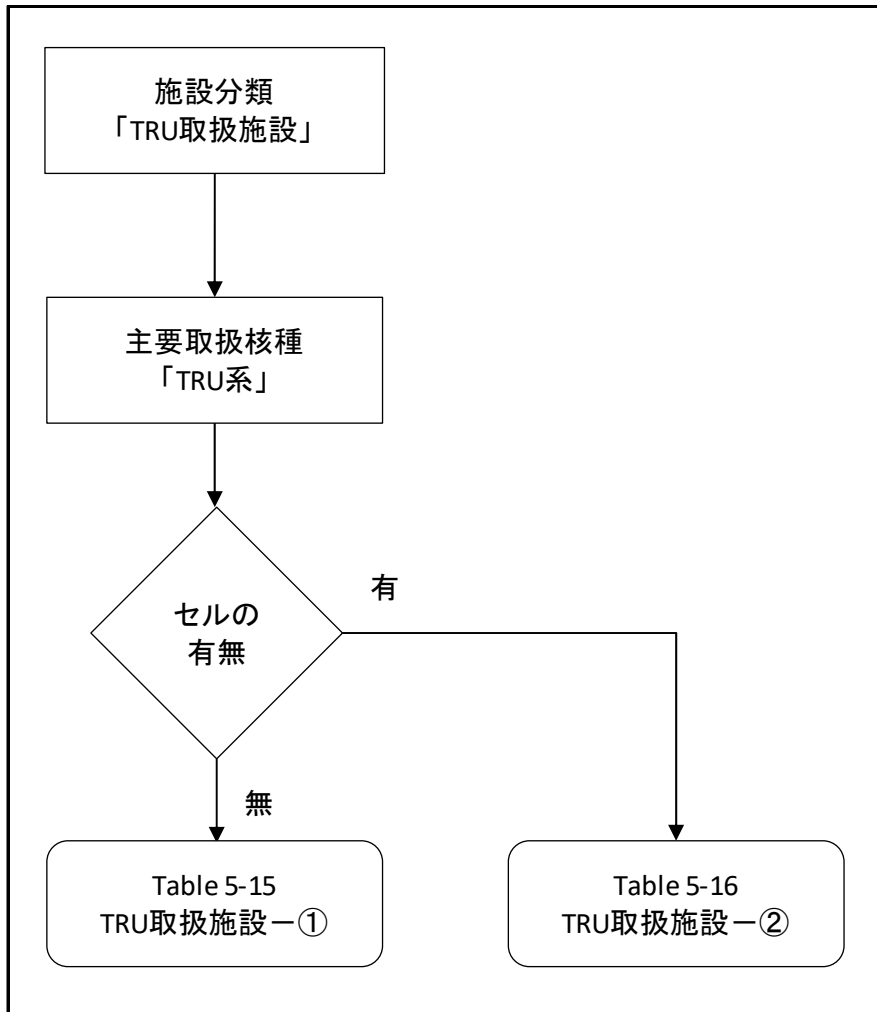 施設分類
「TRU取扱施設」
主要取扱核種
「TRU系」
セルの
有無
有
無
Table 5-15
TRU取扱施設－①
Table 5-16
TRU取扱施設－②